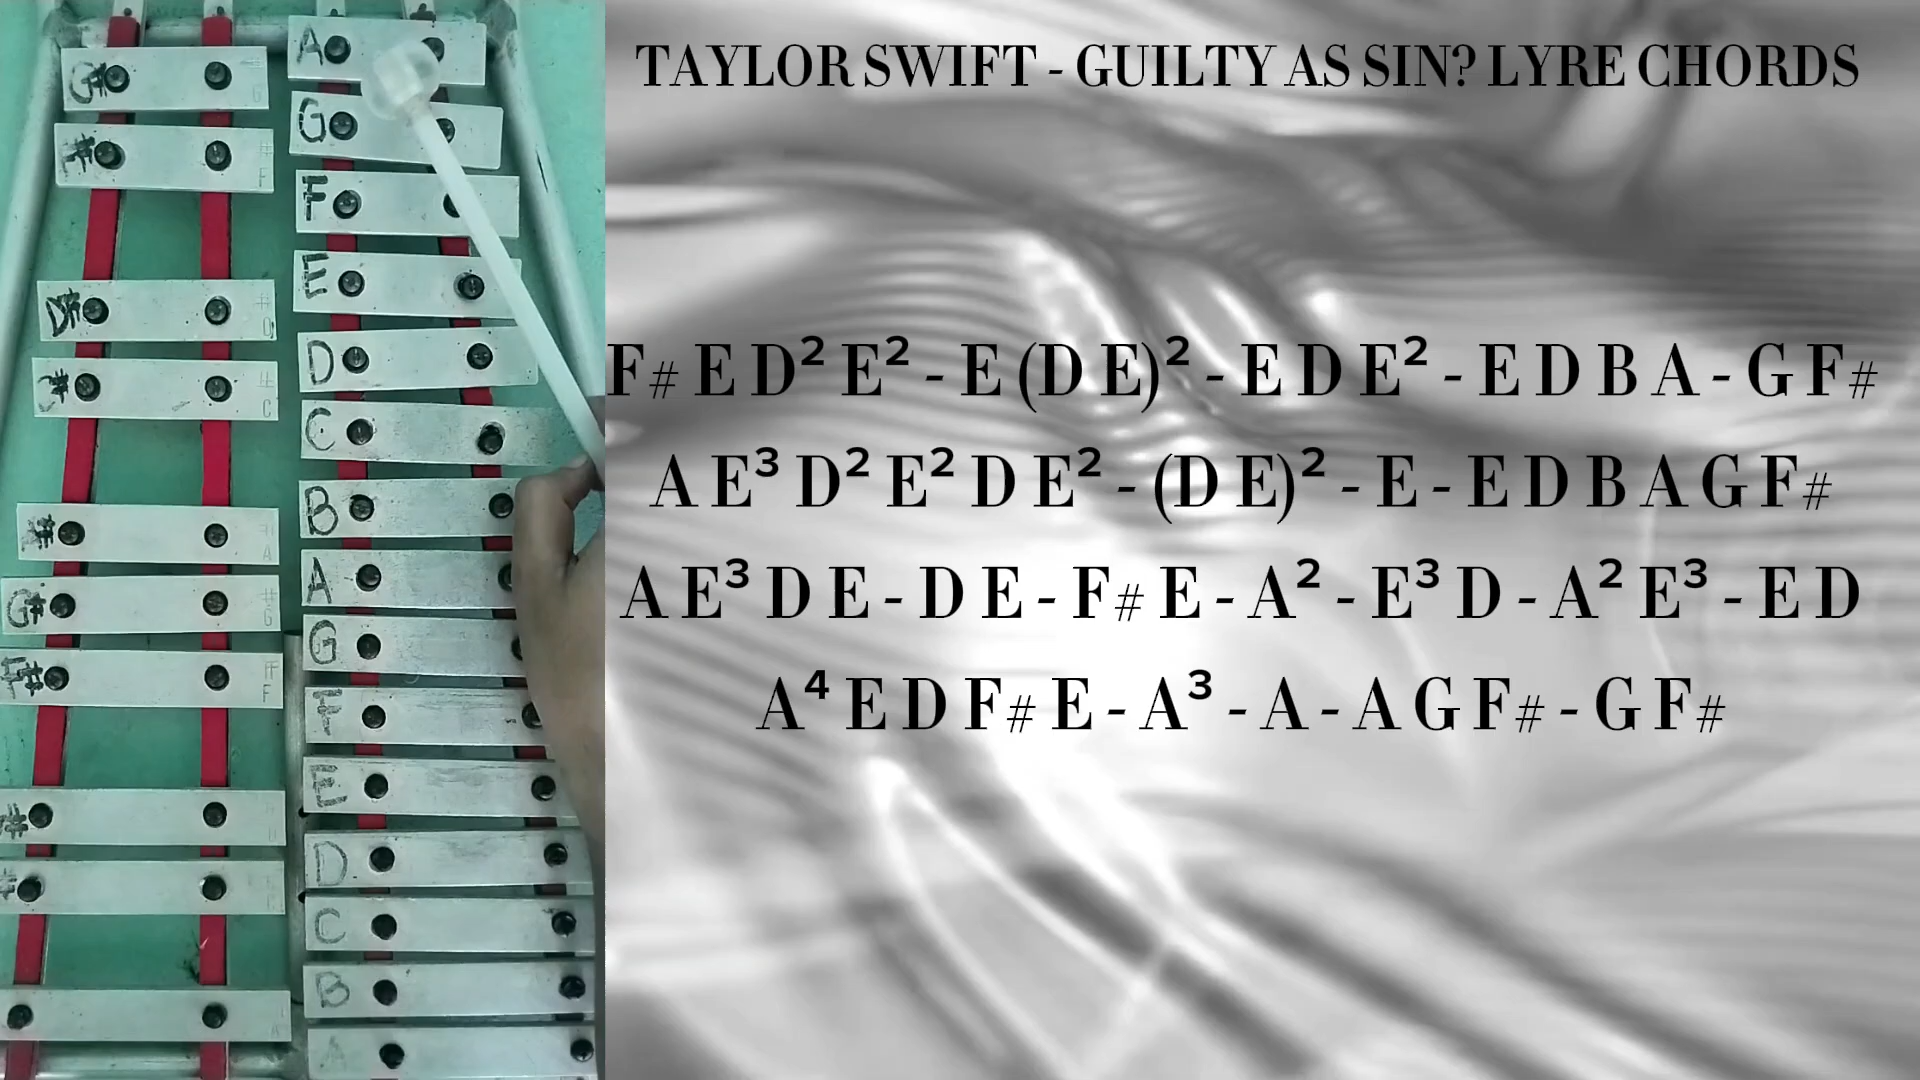 TAYLOR SWIFT - GUILTY AS SIN? LYRE CHORDS
F# E D² E² - E (D E)² - E D E² - E D B A - G F#
A E³ D² E² D E² - (D E)² - E - E D B A G F#
A E³ D E - D E - F# E - A² - E³ D - A² E³ - E D
A⁴ E D F# E - A³ - A - A G F# - G F#
G#
F#
D#
C#
G#
F#
A
G
F
E
D
C
B
A
G
F
E
D
C
B
A